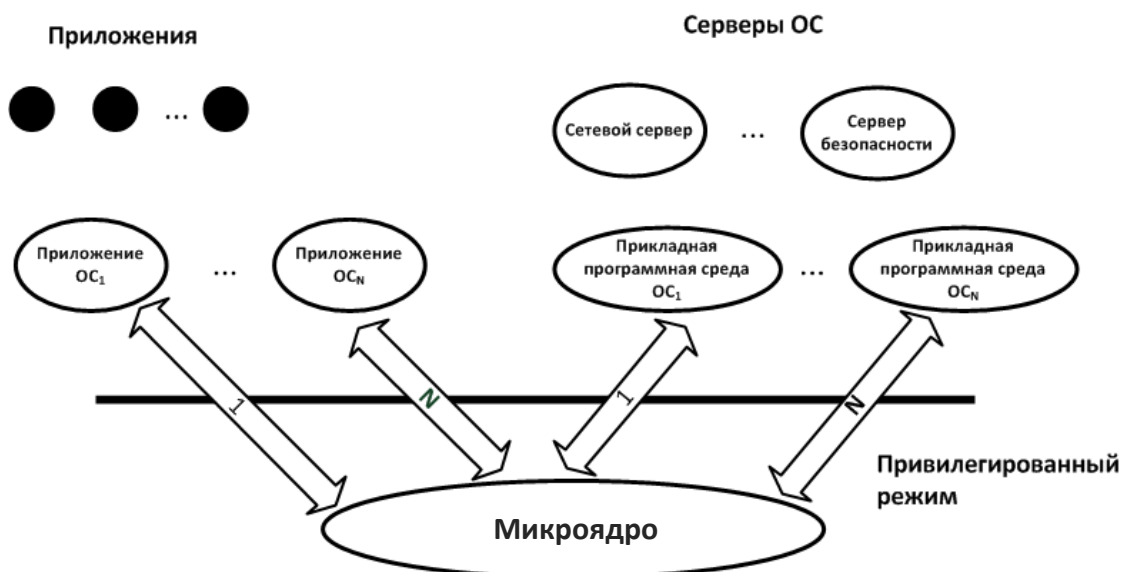 Приложения
Серверы ОС
...
Сетевой сервер
...
Сервер
безопасности
Приложение
ОС₁
...
Приложение
ОСN
Прикладная
программная среда
ОС₁
...
Прикладная
программная среда
ОСN
1
N
1
N
Привилегированный
режим
Микроядро